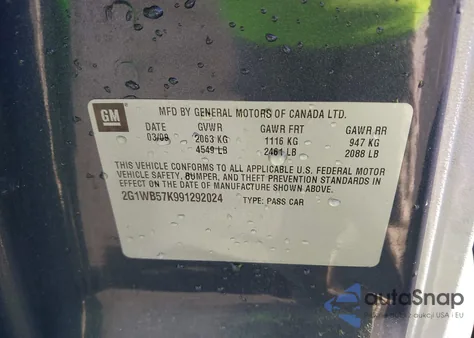 GM
MFD BY GENERAL MOTORS OF CANADA LTD.
DATE GVWR GAWR FRT GAWR RR
03/09 2063 KG 1116 KG 947 KG
4549 LB 2461 LB 2088 LB
THIS VEHICLE CONFORMS TO ALL APPLICABLE U.S. FEDERAL MOTOR
VEHICLE SAFETY, BUMPER, AND THEFT PREVENTION STANDARDS IN
EFFECT ON THE DATE OF MANUFACTURE SHOWN ABOVE.
2G1WB57K991292024 TYPE: PASS CAR
autoSnap
aukcji USA i EU